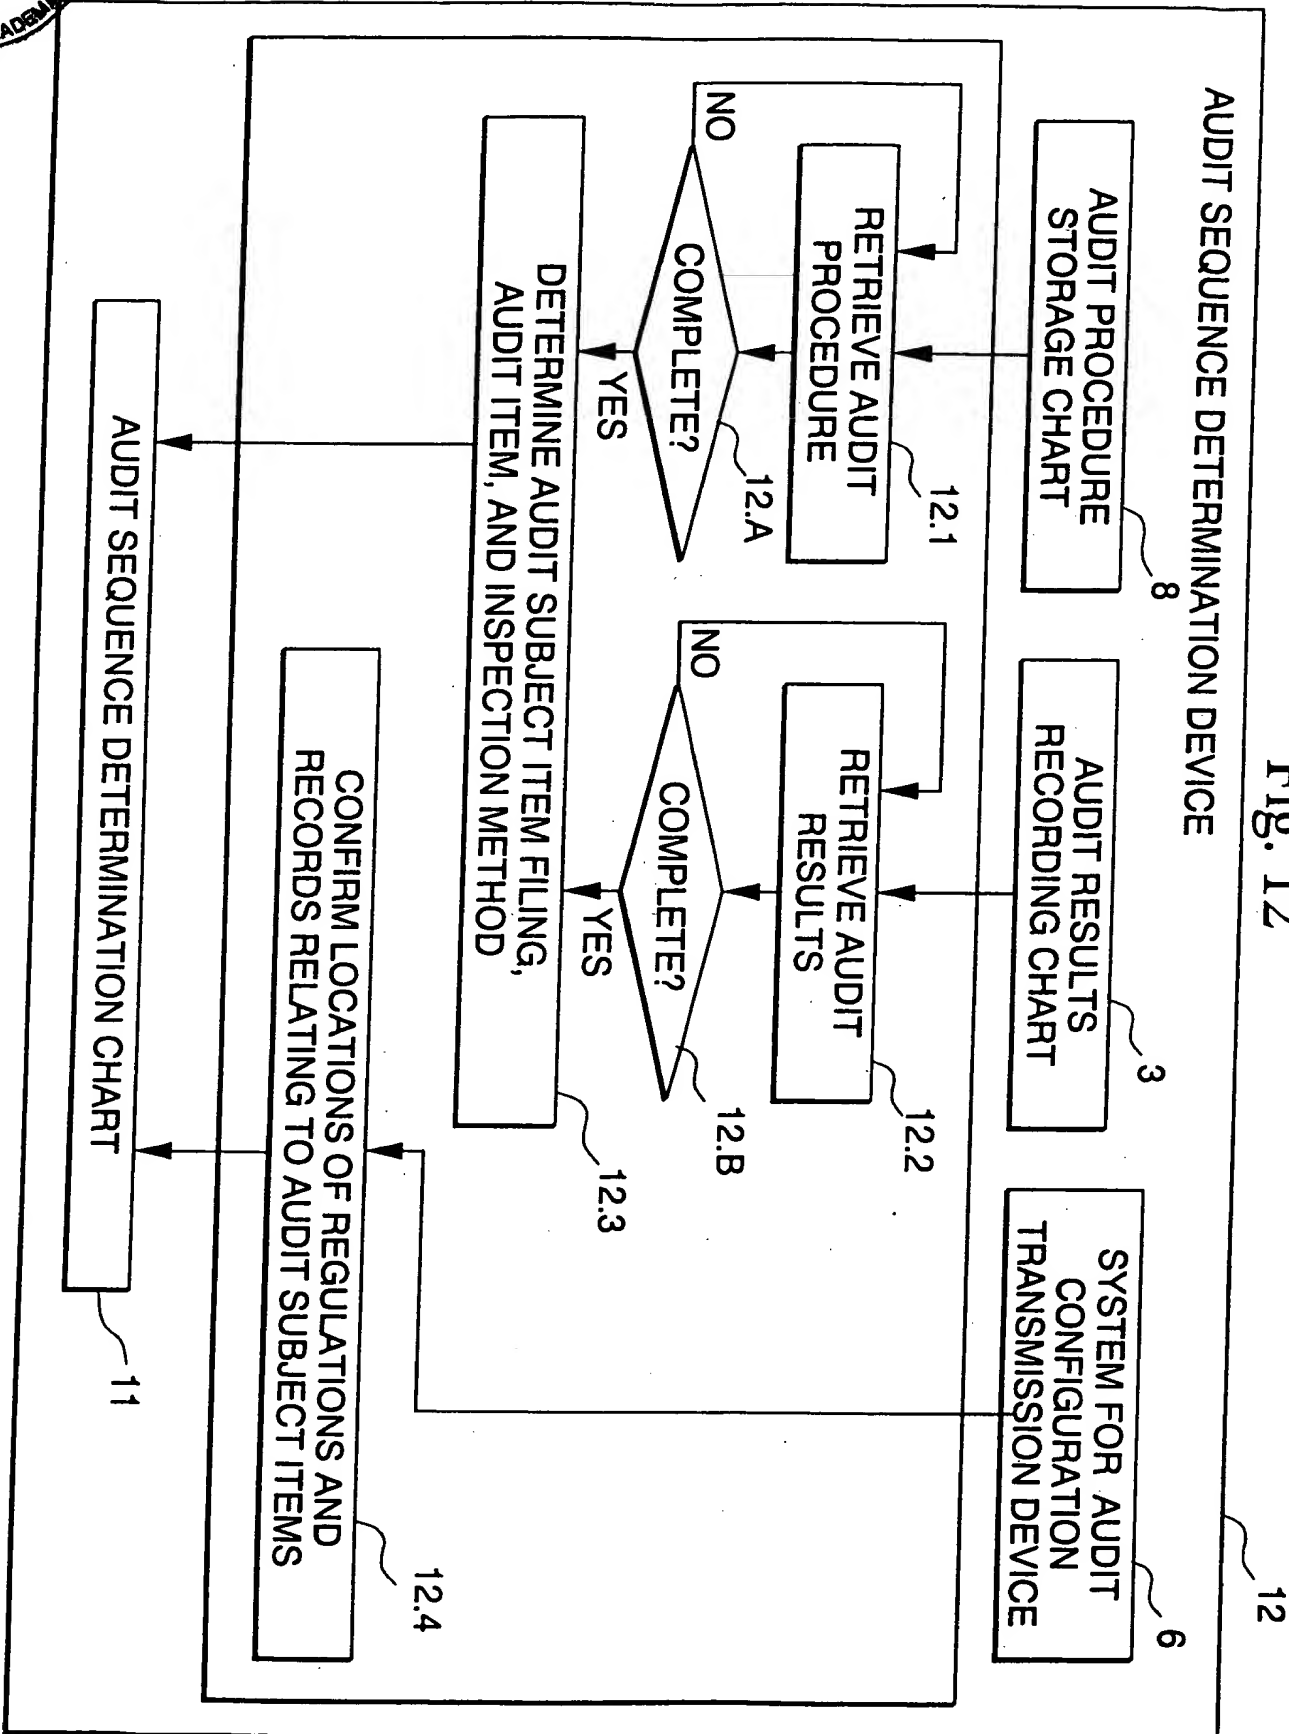 Fig. 12
12
AUDIT SEQUENCE DETERMINATION DEVICE
AUDIT PROCEDURE
STORAGE CHART
8
AUDIT RESULTS
RECORDING CHART
3
SYSTEM FOR AUDIT
CONFIGURATION
TRANSMISSION DEVICE
6
RETRIEVE AUDIT
PROCEDURE
12.1
RETRIEVE AUDIT
RESULTS
12.2
NO
COMPLETE?
12.A
YES
NO
COMPLETE?
12.B
YES
DETERMINE AUDIT SUBJECT ITEM FILING,
AUDIT ITEM, AND INSPECTION METHOD
12.3
CONFIRM LOCATIONS OF REGULATIONS AND
RECORDS RELATING TO AUDIT SUBJECT ITEMS
12.4
AUDIT SEQUENCE DETERMINATION CHART
11